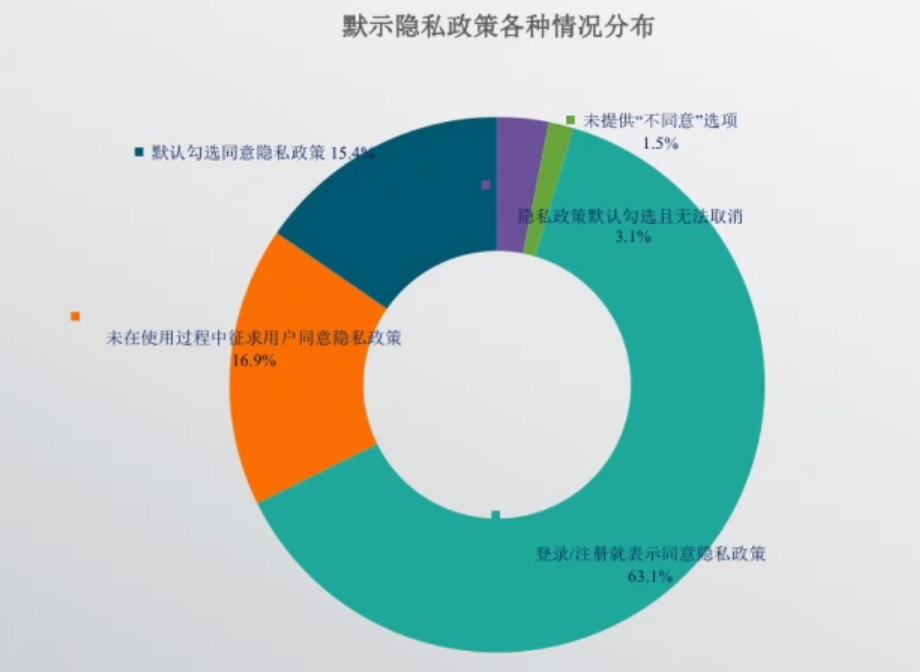 默示隐私政策各种情况分布
未提供“不同意”选项
1.5%
默认勾选同意隐私政策 15.4%
隐私政策默认勾选且无法取消
3.1%
未在使用过程中征求用户同意隐私政策
16.9%
登录/注册就表示同意隐私政策
63.1%